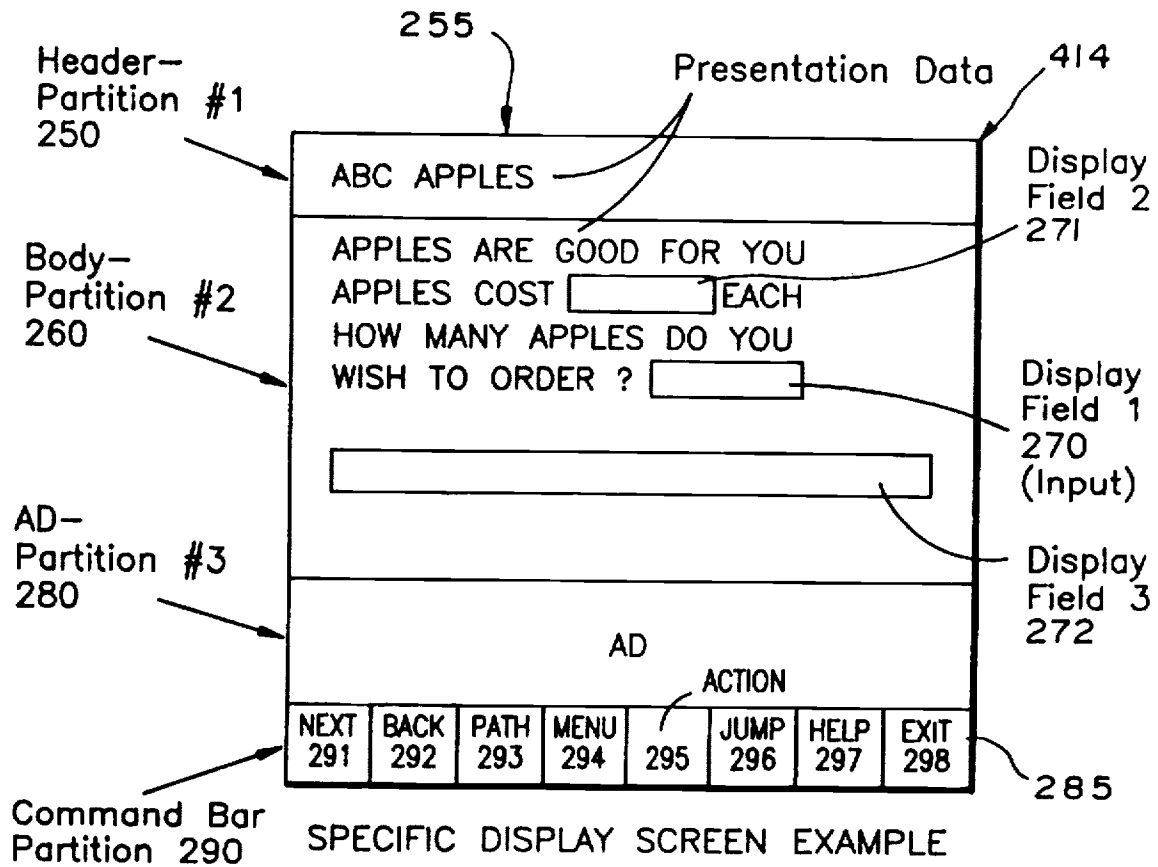 255
Header-
Partition #1
250
Presentation Data
414
ABC APPLES
Display
Field 2
271
Body-
Partition #2
260
APPLES ARE GOOD FOR YOU
APPLES COST EACH
HOW MANY APPLES DO YOU
WISH TO ORDER ?
Display
Field 1
270
(Input)
AD-
Partition #3
280
Display
Field 3
272
AD
ACTION
NEXT BACK PATH MENU JUMP HELP EXIT
291 292 293 294 295 296 297 298
285
Command Bar
Partition 290
SPECIFIC DISPLAY SCREEN EXAMPLE